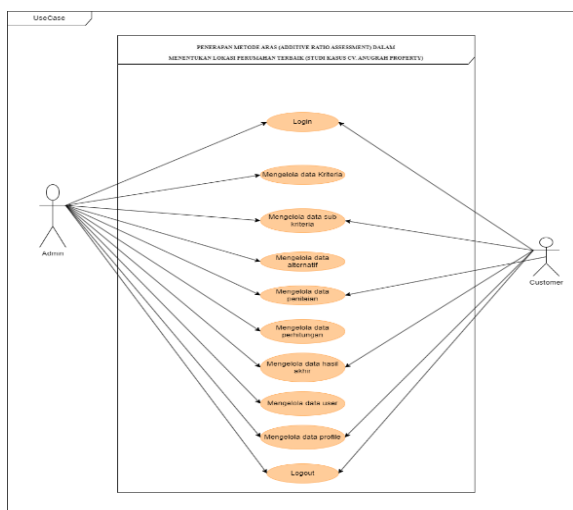 UseCase
PENERAPAN METODE ARAS (ADDITIVE RATIO ASSESSMENT) DALAM
MENENTUKAN LOKASI PERUMAHAN TERBAIK (STUDI KASUS CV. ANUGRAH PROPERTY)
Login
Mengelola data Kriteria
Mengelola data sub
kriteria
Mengelola data
alternatif
Mengelola data
penilaian
Mengelola data
perhitungan
Mengelola data hasil
akhir
Mengelola data user
Mengelola data profile
Logout
Admin
Customer